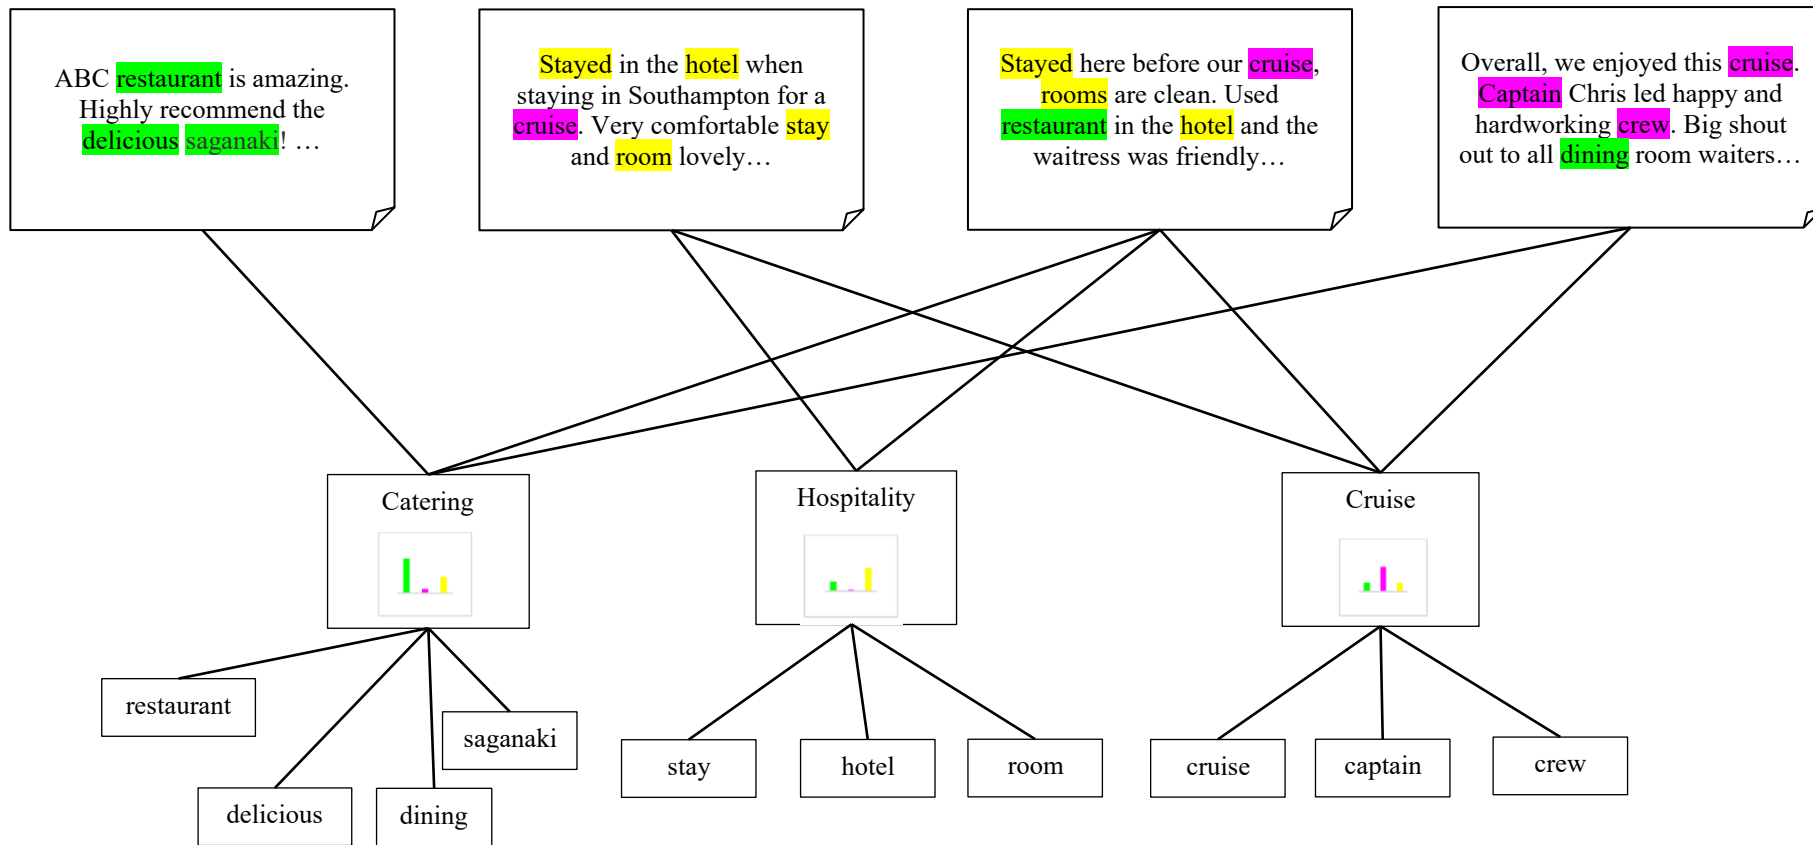 ABC restaurant is amazing.
Highly recommend the
delicious saganaki! …
Stayed in the hotel when
staying in Southampton for a
cruise. Very comfortable stay
and room lovely…
Stayed here before our cruise,
rooms are clean. Used
restaurant in the hotel and the
waitress was friendly…
Overall, we enjoyed this cruise.
Captain Chris led happy and
hardworking crew. Big shout
out to all dining room waiters…
Catering
Hospitality
Cruise
restaurant
saganaki
delicious
dining
stay
hotel
room
cruise
captain
crew